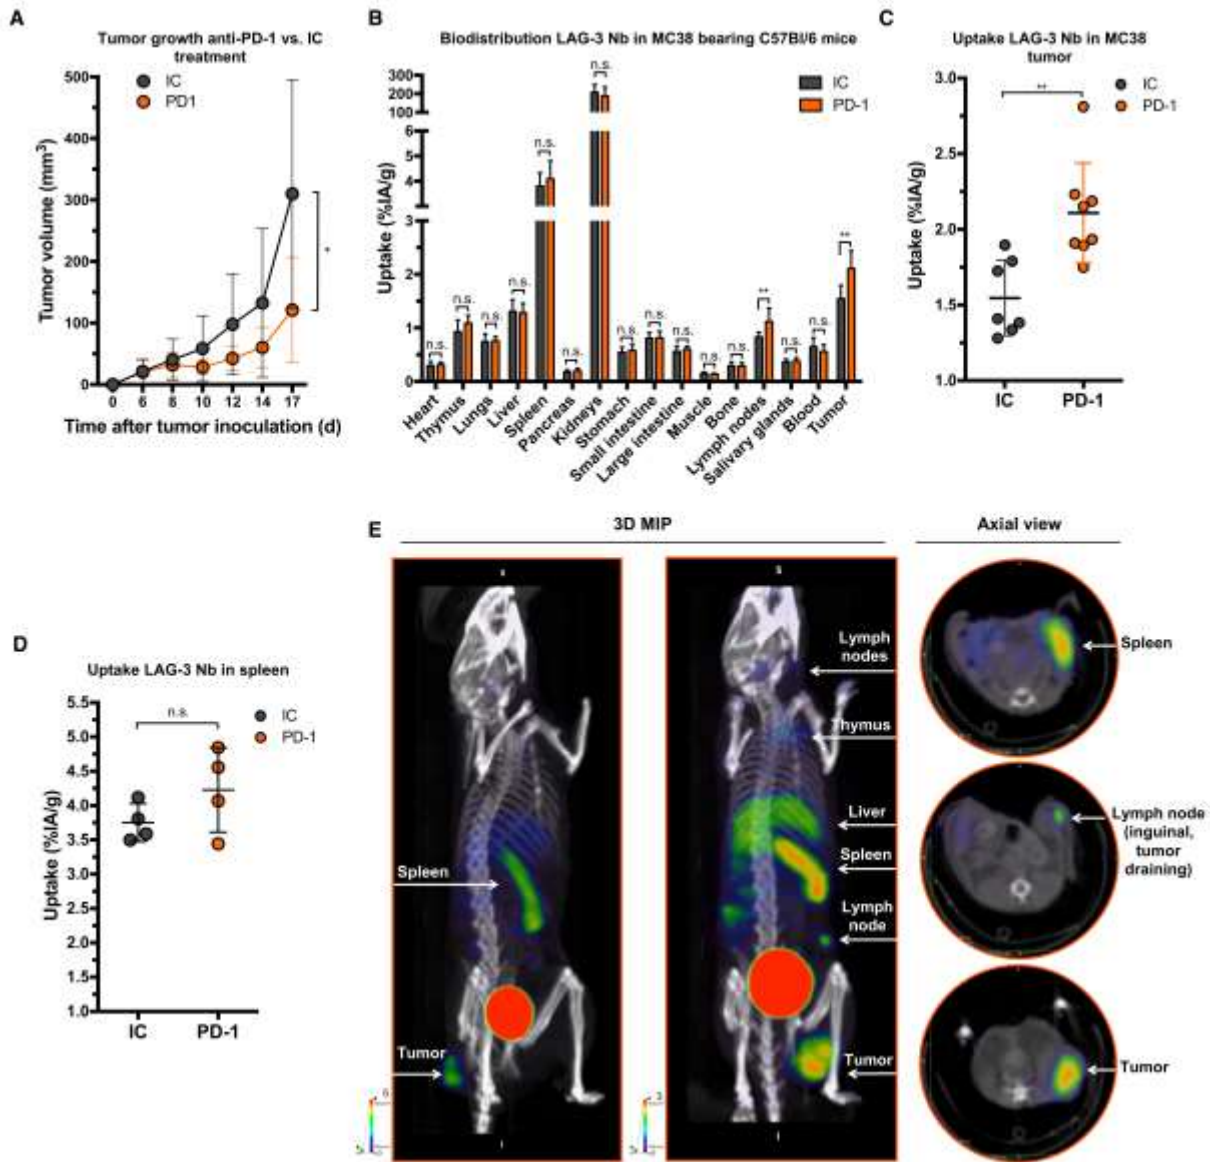 A
Tumor growth anti-PD-1 vs. IC
treatment
IC
PD1
Tumor volume (mm3)
500
400
300
200
100
0
*
0 6 8 10 12 14 17
Time after tumor inoculation (d)
B
Biodistribution LAG-3 Nb in MC38 bearing C57Bl/6 mice
IC
PD-1
Uptake (%IA/g)
300
200
100
6
4
3
2
1
0
n.s.
n.s.
n.s.
n.s.
n.s.
n.s.
n.s.
n.s.
n.s.
n.s.
n.s.
n.s.
**
n.s.
n.s.
**
Heart
Thymus
Lungs
Liver
Spleen
Pancreas
Kidneys
Stomach
Small intestine
Large intestine
Muscle
Bone
Lymph nodes
Salivary glands
Blood
Tumor
C
Uptake LAG-3 Nb in MC38
tumor
IC
PD-1
**
Uptake (%IA/g)
3.0
2.5
2.0
1.5
1.0
IC PD-1
D
Uptake LAG-3 Nb in spleen
IC
PD-1
n.s.
Uptake (%IA/g)
5.5
5.0
4.5
4.0
3.5
3.0
2.5
2.0
1.5
1.0
IC PD-1
E
3D MIP
Axial view
Spleen
Tumor
6
S
Lymph
nodes
Thymus
Liver
Spleen
Lymph
node
Tumor
3
Spleen
Lymph node
(inguinal,
tumor
draining)
Tumor